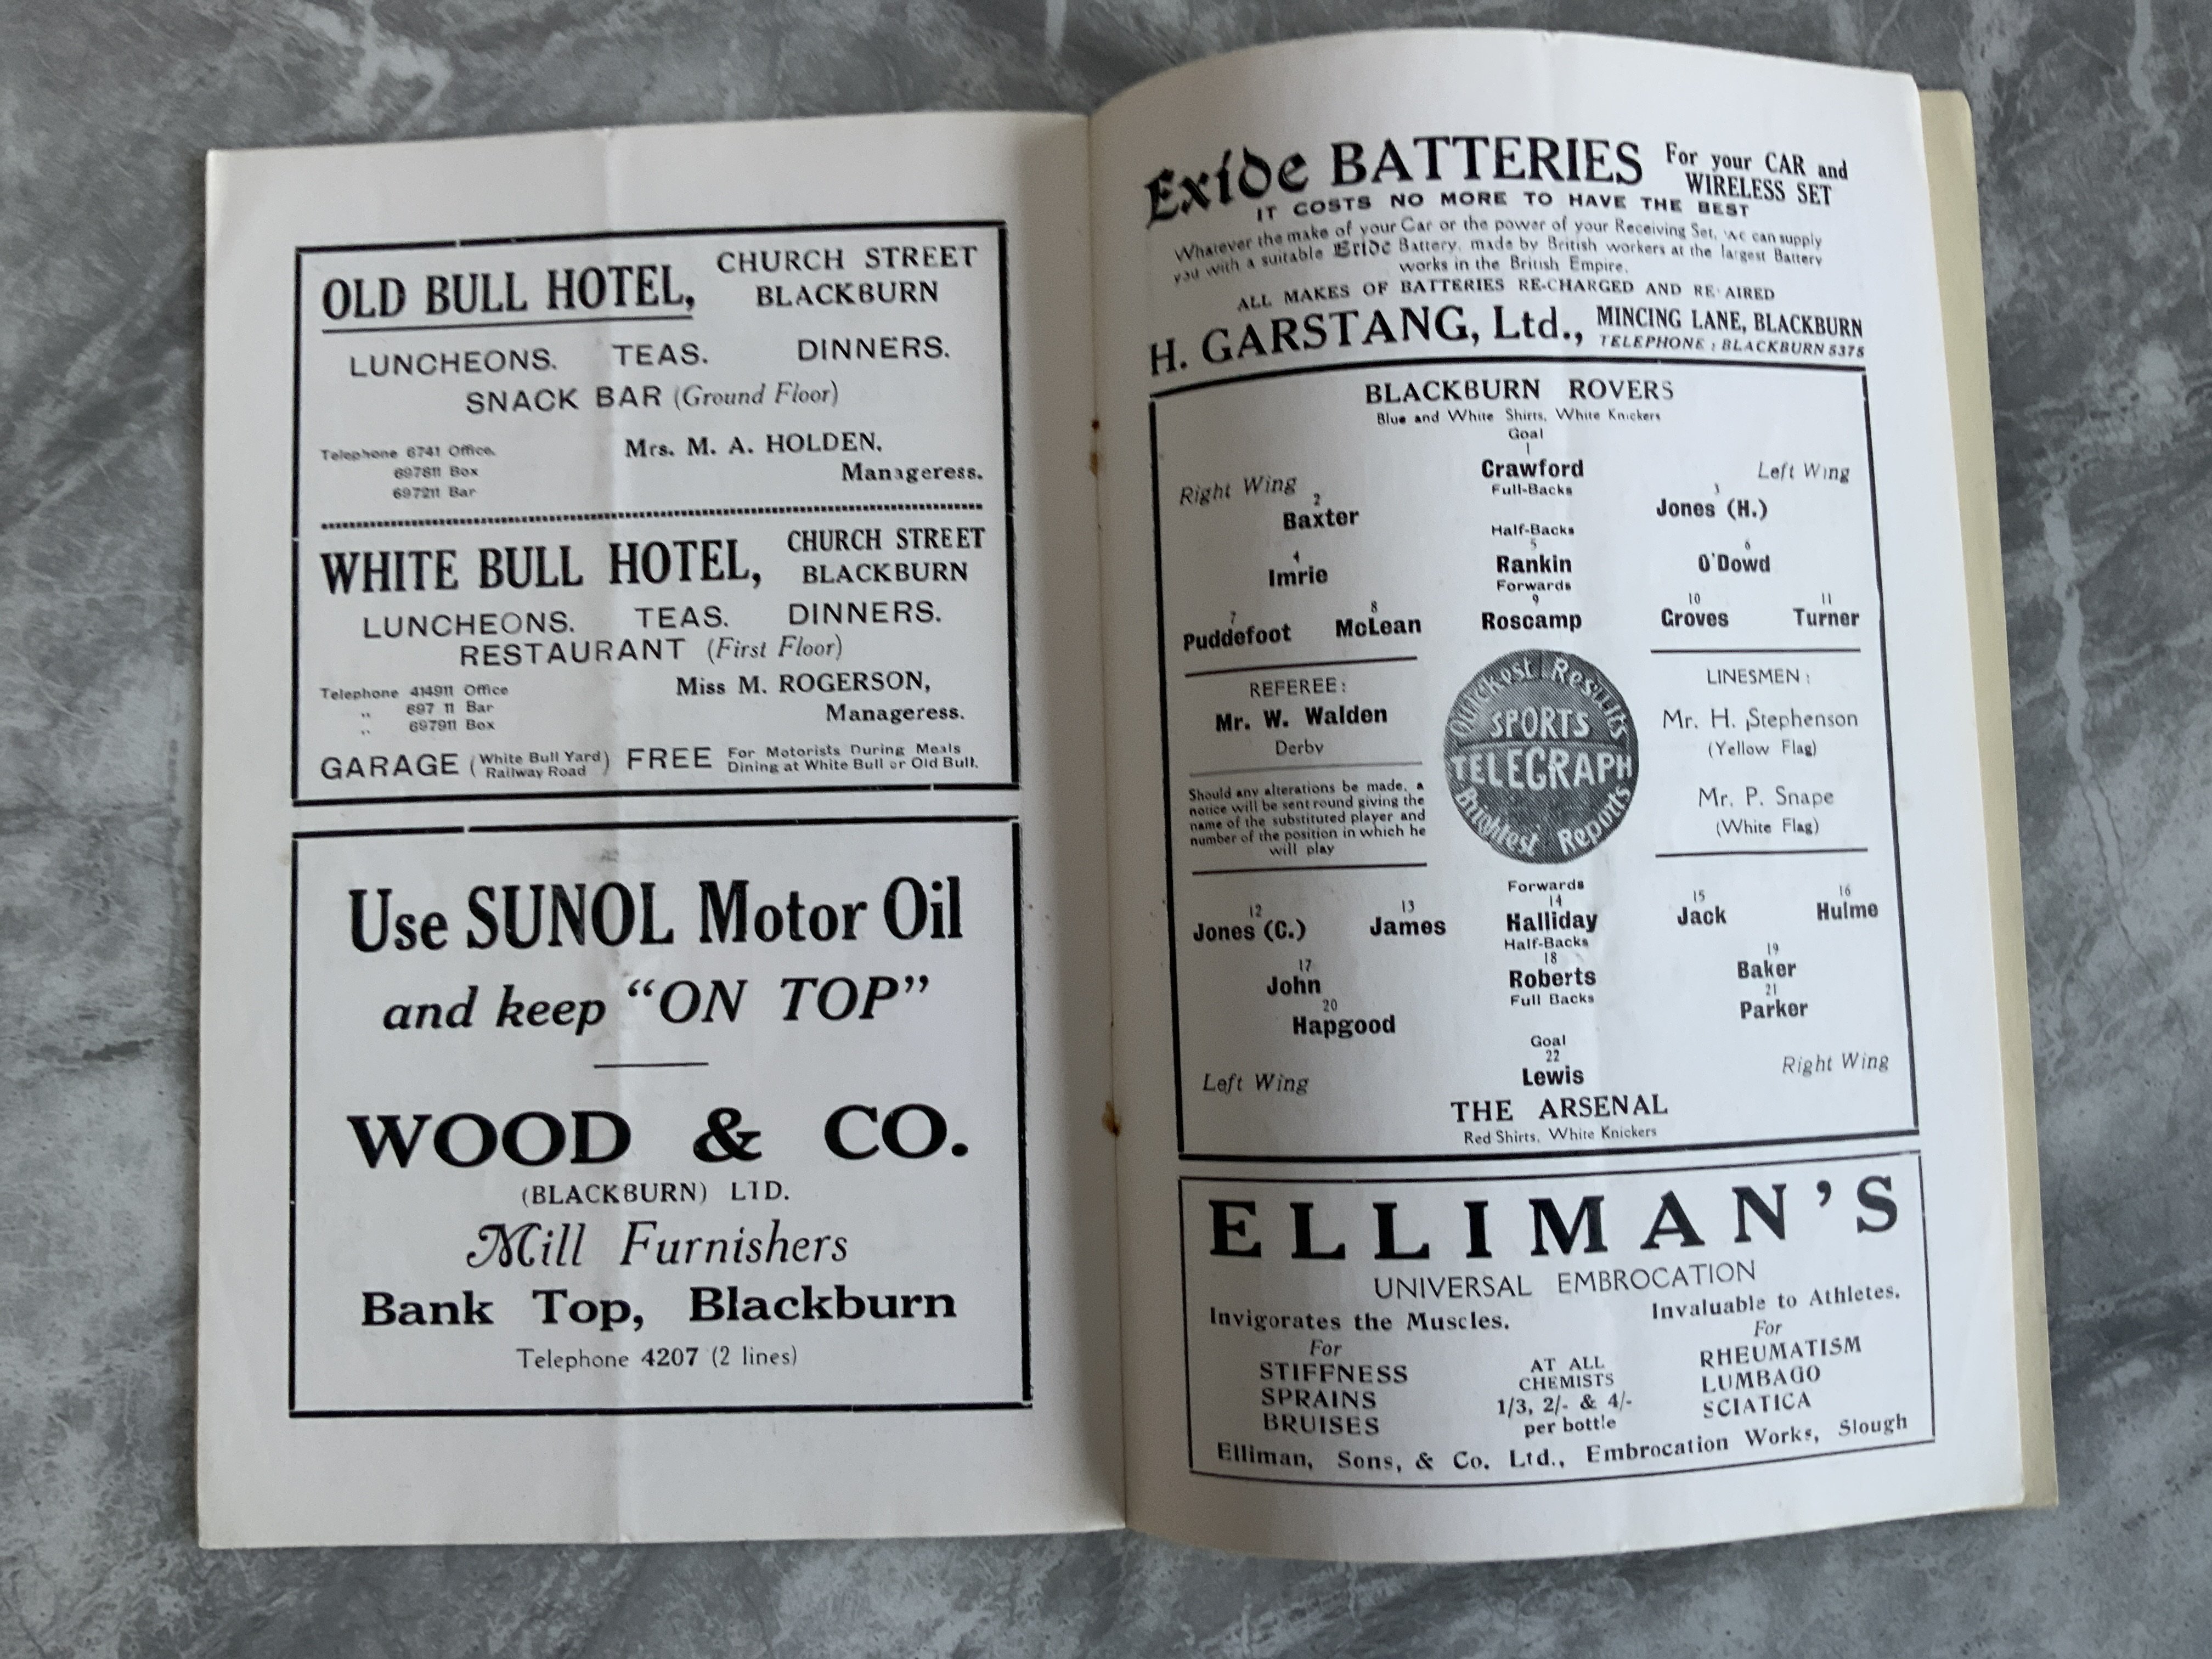 OLD BULL HOTEL, CHURCH STREET
BLACKBURN
LUNCHEONS. TEAS. DINNERS.
SNACK BAR (Ground Floor)
Telephone 6741 Office.
697811 Box
697211 Bar
Mrs. M. A. HOLDEN,
Manageress.
WHITE BULL HOTEL, CHURCH STREET
BLACKBURN
LUNCHEONS. TEAS. DINNERS.
RESTAURANT (First Floor)
Telephone 414911 Office
,, 697 11 Bar
,, 697911 Box
Miss M. ROGERSON,
Manageress.
GARAGE (White Bull Yard Railway Road) FREE For Motorists During Meals
Dining at White Bull or Old Bull.
Use SUNOL Motor Oil
and keep "ON TOP"
WOOD & CO.
(BLACKBURN) LTD.
Mill Furnishers
Bank Top, Blackburn
Telephone 4207 (2 lines)
Exide BATTERIES For your CAR and
WIRELESS SET
IT COSTS NO MORE TO HAVE THE BEST
Whatever the make of your Car or the power of your Receiving Set, we can supply
you with a suitable Exide Battery, made by British workers at the largest Battery
works in the British Empire.
ALL MAKES OF BATTERIES RE-CHARGED AND RE AIRED
H. GARSTANG, Ltd., MINCING LANE, BLACKBURN
TELEPHONE : BLACKBURN 5375
BLACKBURN ROVERS
Blue and White Shirts, White Knickers
Goal
1
Crawford
Right Wing Full-Backs Left Wing
2 3
Baxter Jones (H.)
Half-Backs
4 5 6
Imrie Rankin O'Dowd
Forwards
7 8 9 10 11
Puddefoot McLean Roscamp Groves Turner
REFEREE :
Mr. W. Walden
Derby
Should any alterations be made, a
notice will be sent round giving the
name of the substituted player and
number of the position in which he
will play
Quickest Results
SPORTS
TELEGRAPH
Brightest Reports
LINESMEN :
Mr. H. Stephenson
(Yellow Flag)
Mr. P. Snape
(White Flag)
Forwards
12 13 14 15 16
Jones (C.) James Halliday Jack Hulme
Half-Backs
17 18 19
John Roberts Baker
Full Backs
20 21
Hapgood Parker
Goal
22
Left Wing Lewis Right Wing
THE ARSENAL
Red Shirts, White Knickers
ELLIMAN'S
UNIVERSAL EMBROCATION
Invigorates the Muscles. Invaluable to Athletes.
For
STIFFNESS
SPRAINS
BRUISES
AT ALL
CHEMISTS
1/3, 2/- & 4/-
per bottle
For
RHEUMATISM
LUMBAGO
SCIATICA
Elliman, Sons, & Co. Ltd., Embrocation Works, Slough